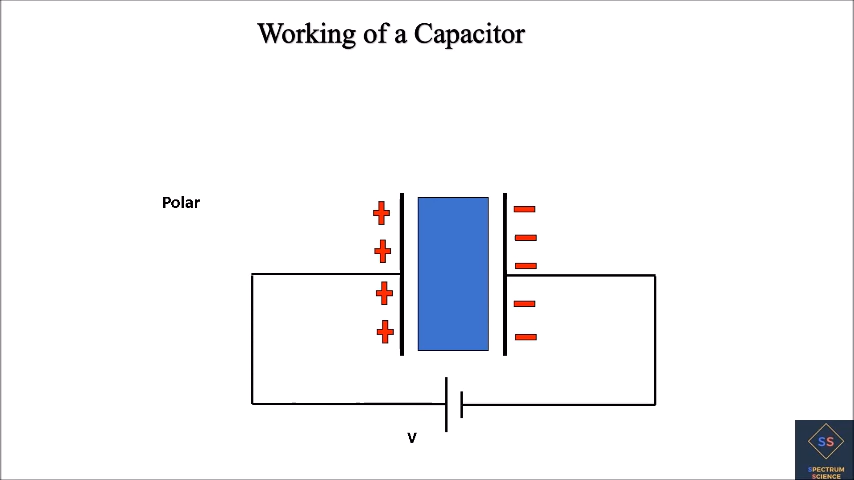 Working of a Capacitor
Polar
V
SS
SPECTRUM
SCIENCE